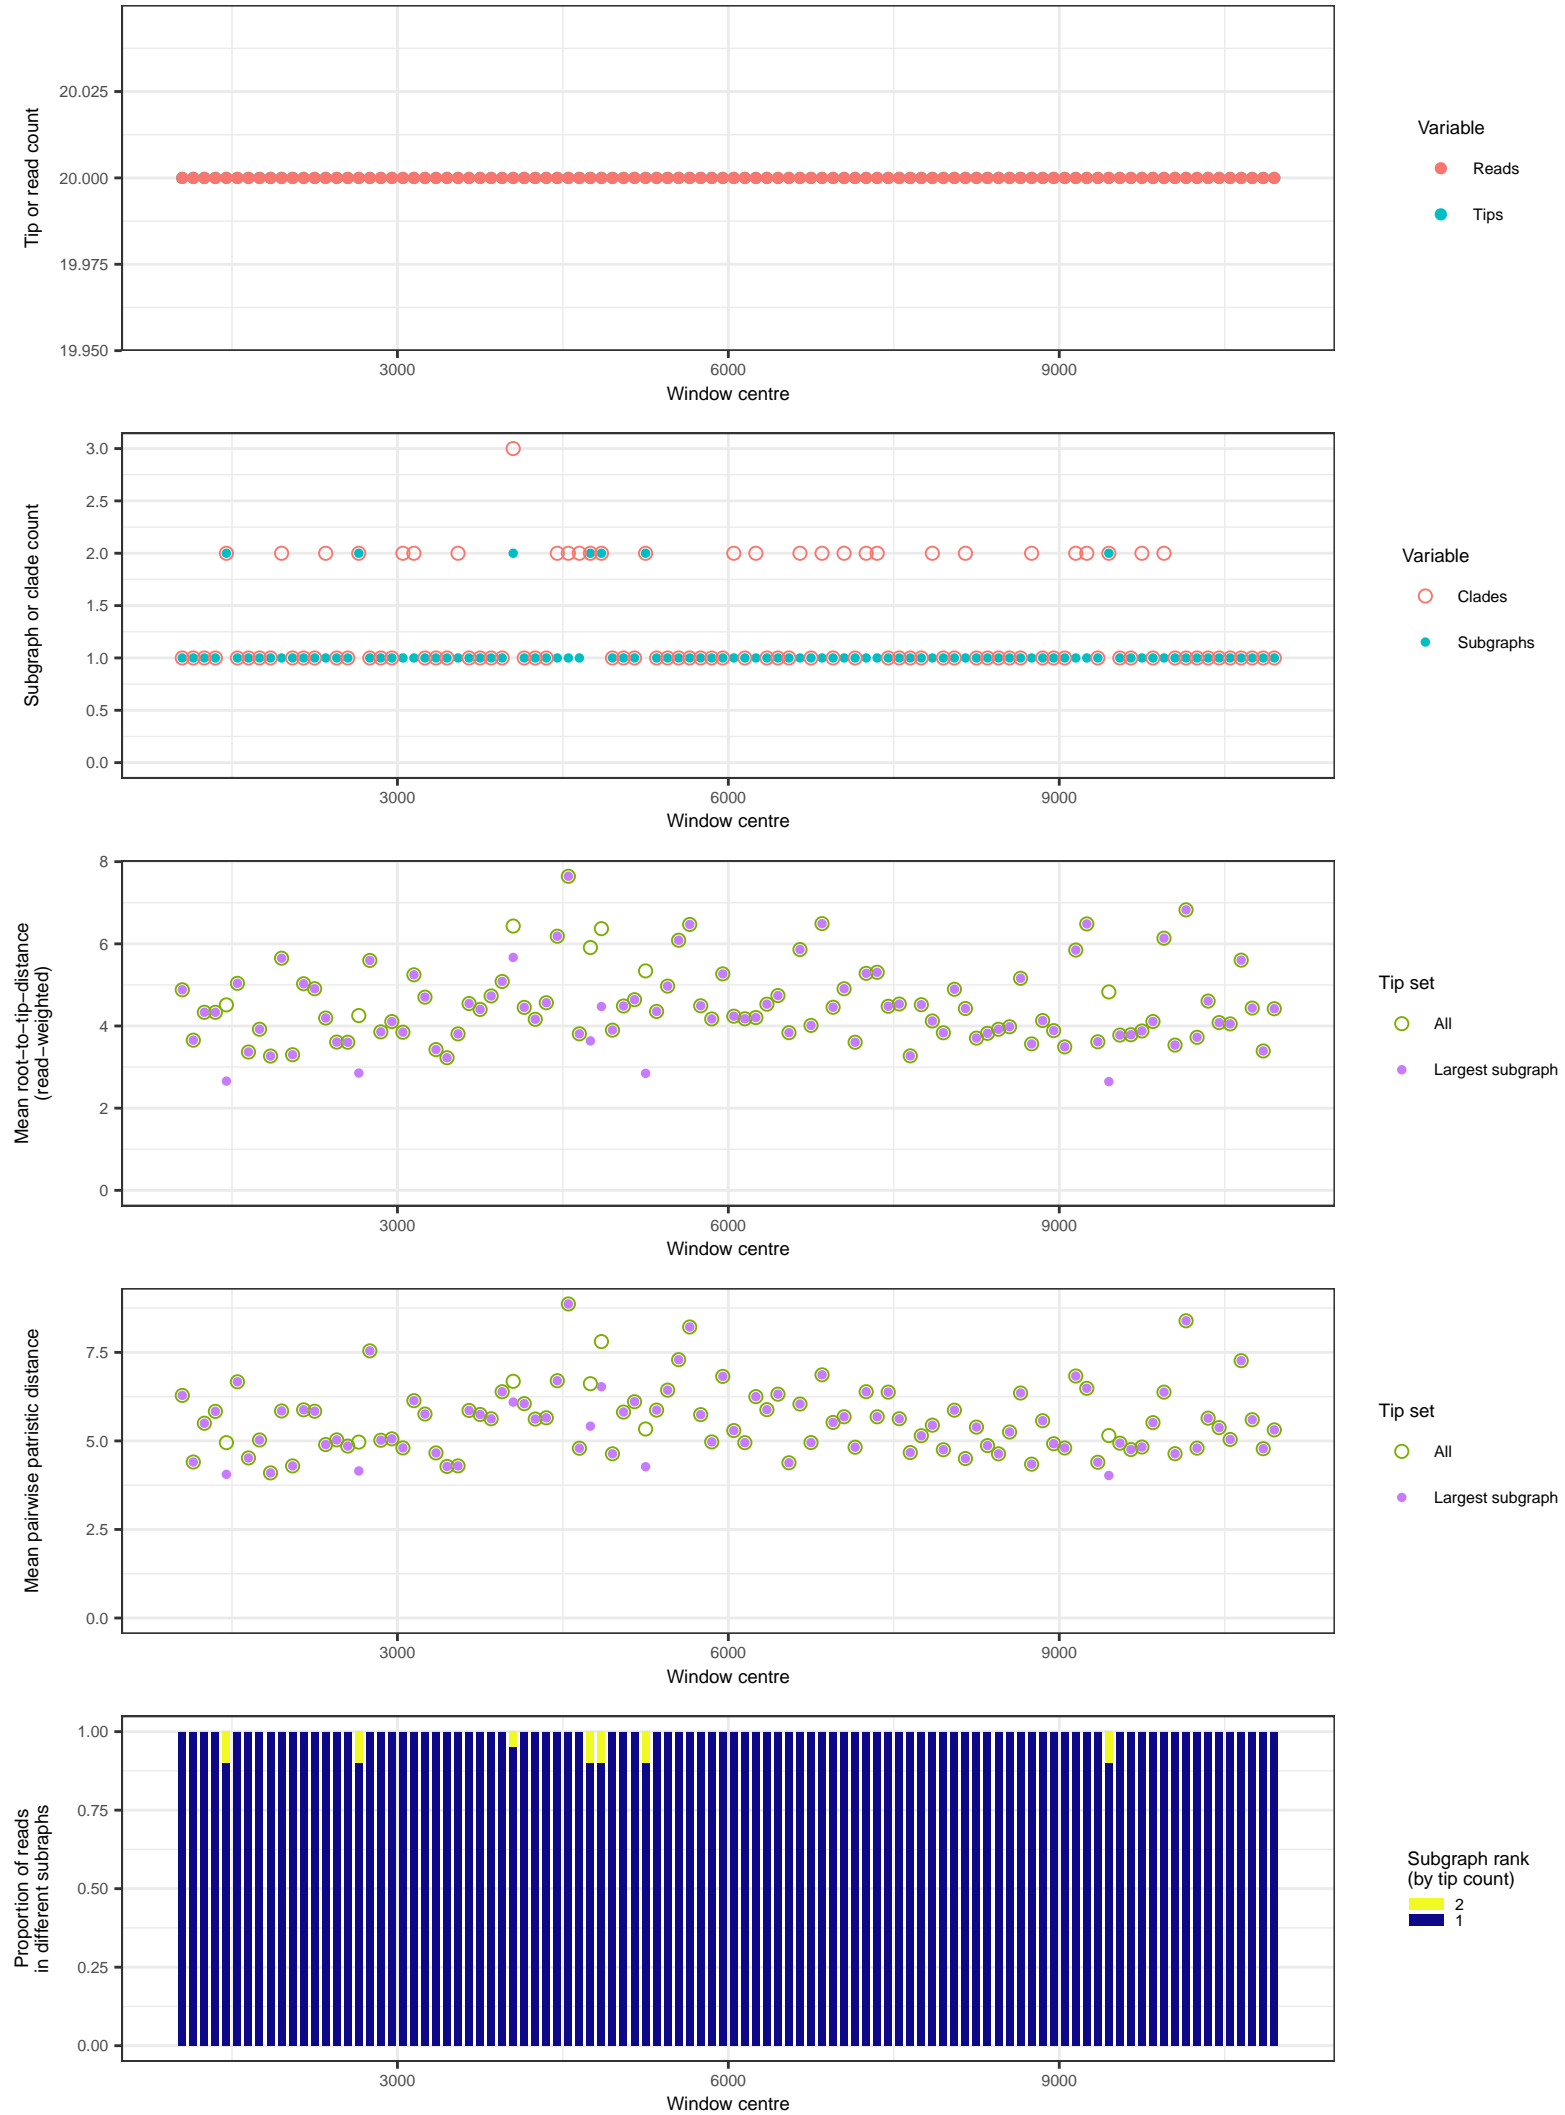 20.025
20.000
19.975
19.950
Tip or read count
3000
6000
9000
Window centre
Variable
Reads
Tips
3.0
2.5
2.0
1.5
1.0
0.5
0.0
Subgraph or clade count
3000
6000
9000
Window centre
Variable
Clades
Subgraphs
8
6
4
2
0
Mean root−to−tip−distance
(read−weighted)
3000
6000
9000
Window centre
Tip set
All
Largest subgraph
7.5
5.0
2.5
0.0
Mean pairwise patristic distance
3000
6000
9000
Window centre
Tip set
All
Largest subgraph
1.00
0.75
0.50
0.25
0.00
Proportion of reads
in different subraphs
3000
6000
9000
Window centre
Subgraph rank
(by tip count)
2
1